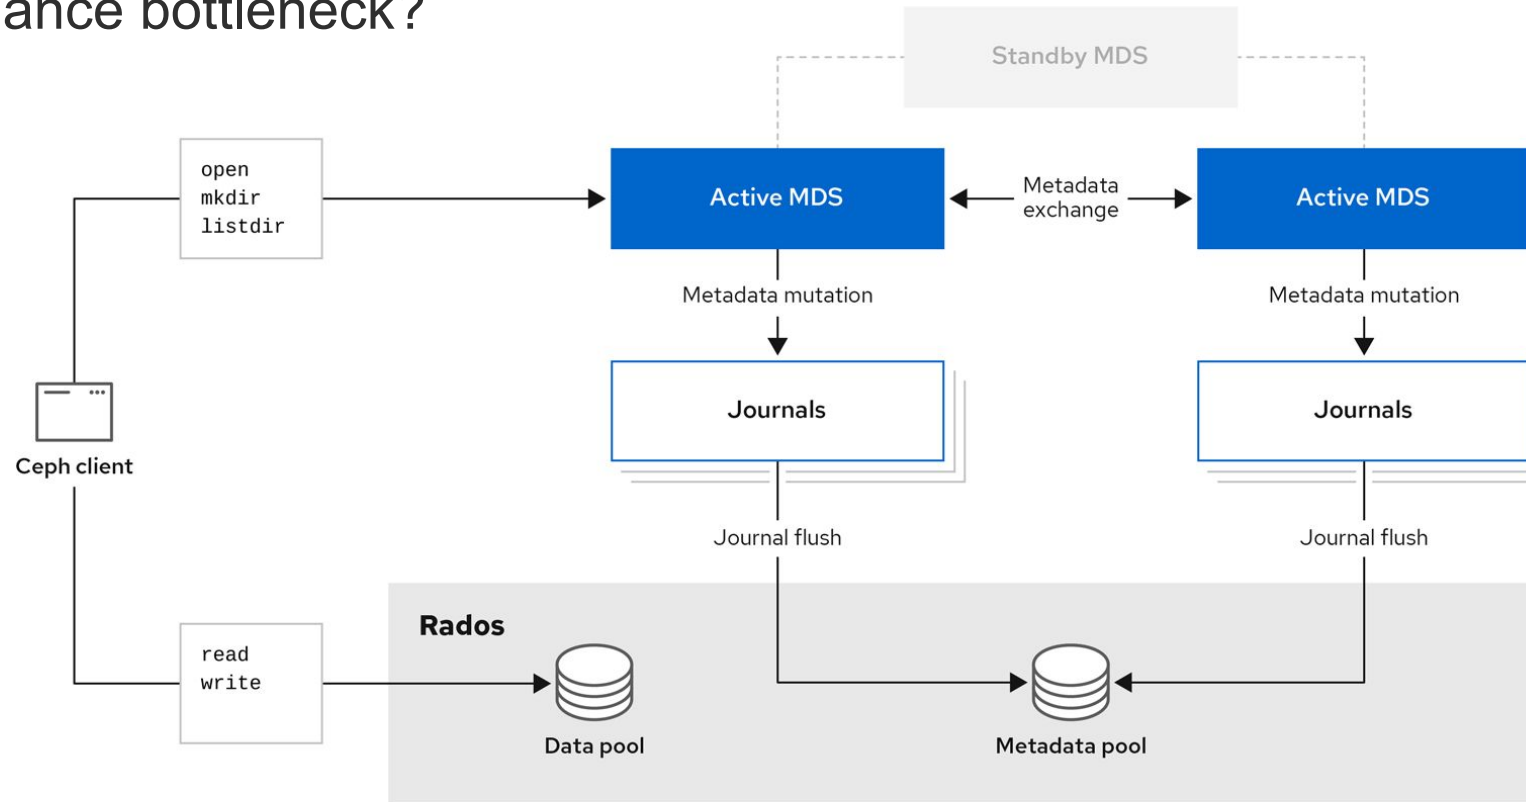 ance bottleneck?
Standby MDS
open
mkdir
listdir
Active MDS
Metadata
exchange
Active MDS
Metadata mutation
Metadata mutation
Journals
Journals
Ceph client
Journal flush
Journal flush
Rados
read
write
Data pool
Metadata pool